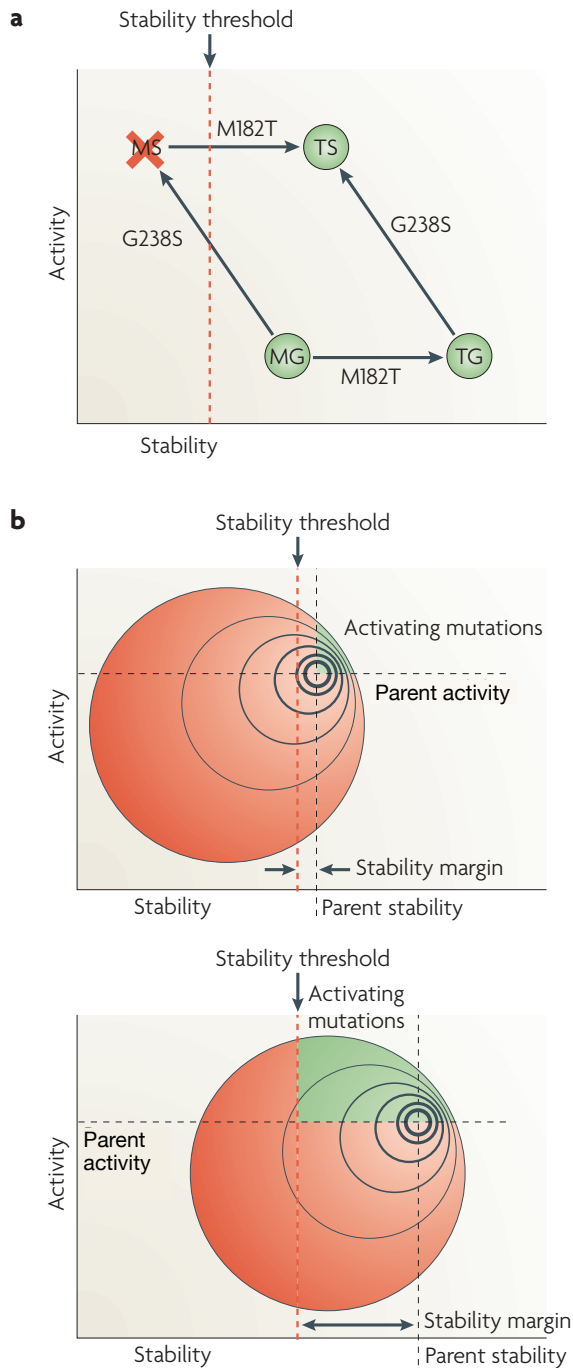 a
Stability threshold
MS
M182T
TS
G238S
G238S
MG
M182T
TG
Activity
Stability
b
Stability threshold
Activating mutations
Parent activity
Activity
Stability margin
Stability
Parent stability
Stability threshold
Activating
mutations
Parent
activity
Activity
Stability margin
Stability
Parent stability